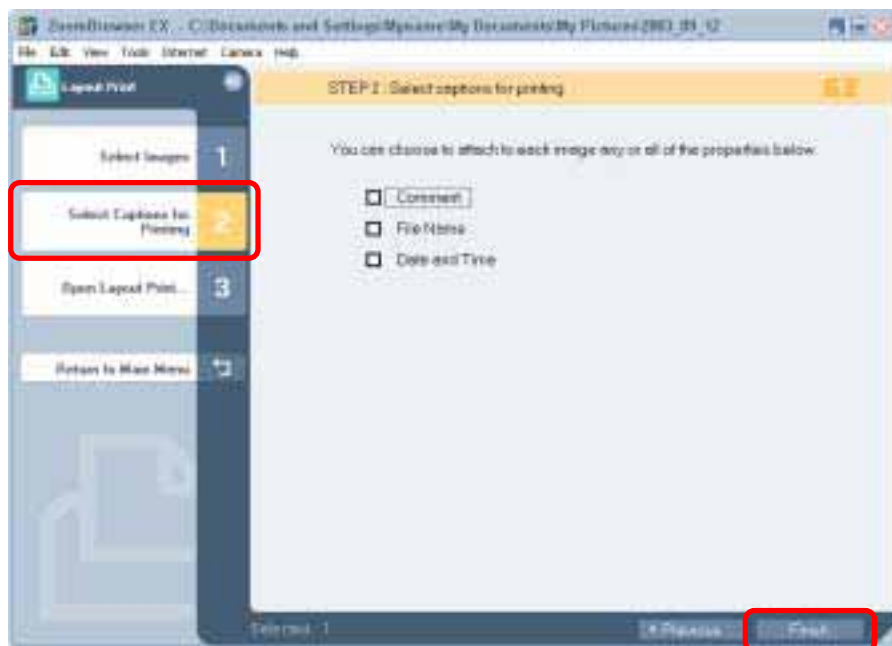 ZoomBrowser EX - C:\Documents and Settings\Myname\My Documents\My Pictures\2003_09_12
File Edit View Tools Internet Camera Help
Layout Print
STEP 2 : Select captions for printing
Select Images
1
You can choose to attach to each image any or all of the properties below.
Select Captions for
Printing
2
Comment
File Name
Date and Time
Open Layout Print...
3
Return to Main Menu
Selected: 1
Previous
Finish